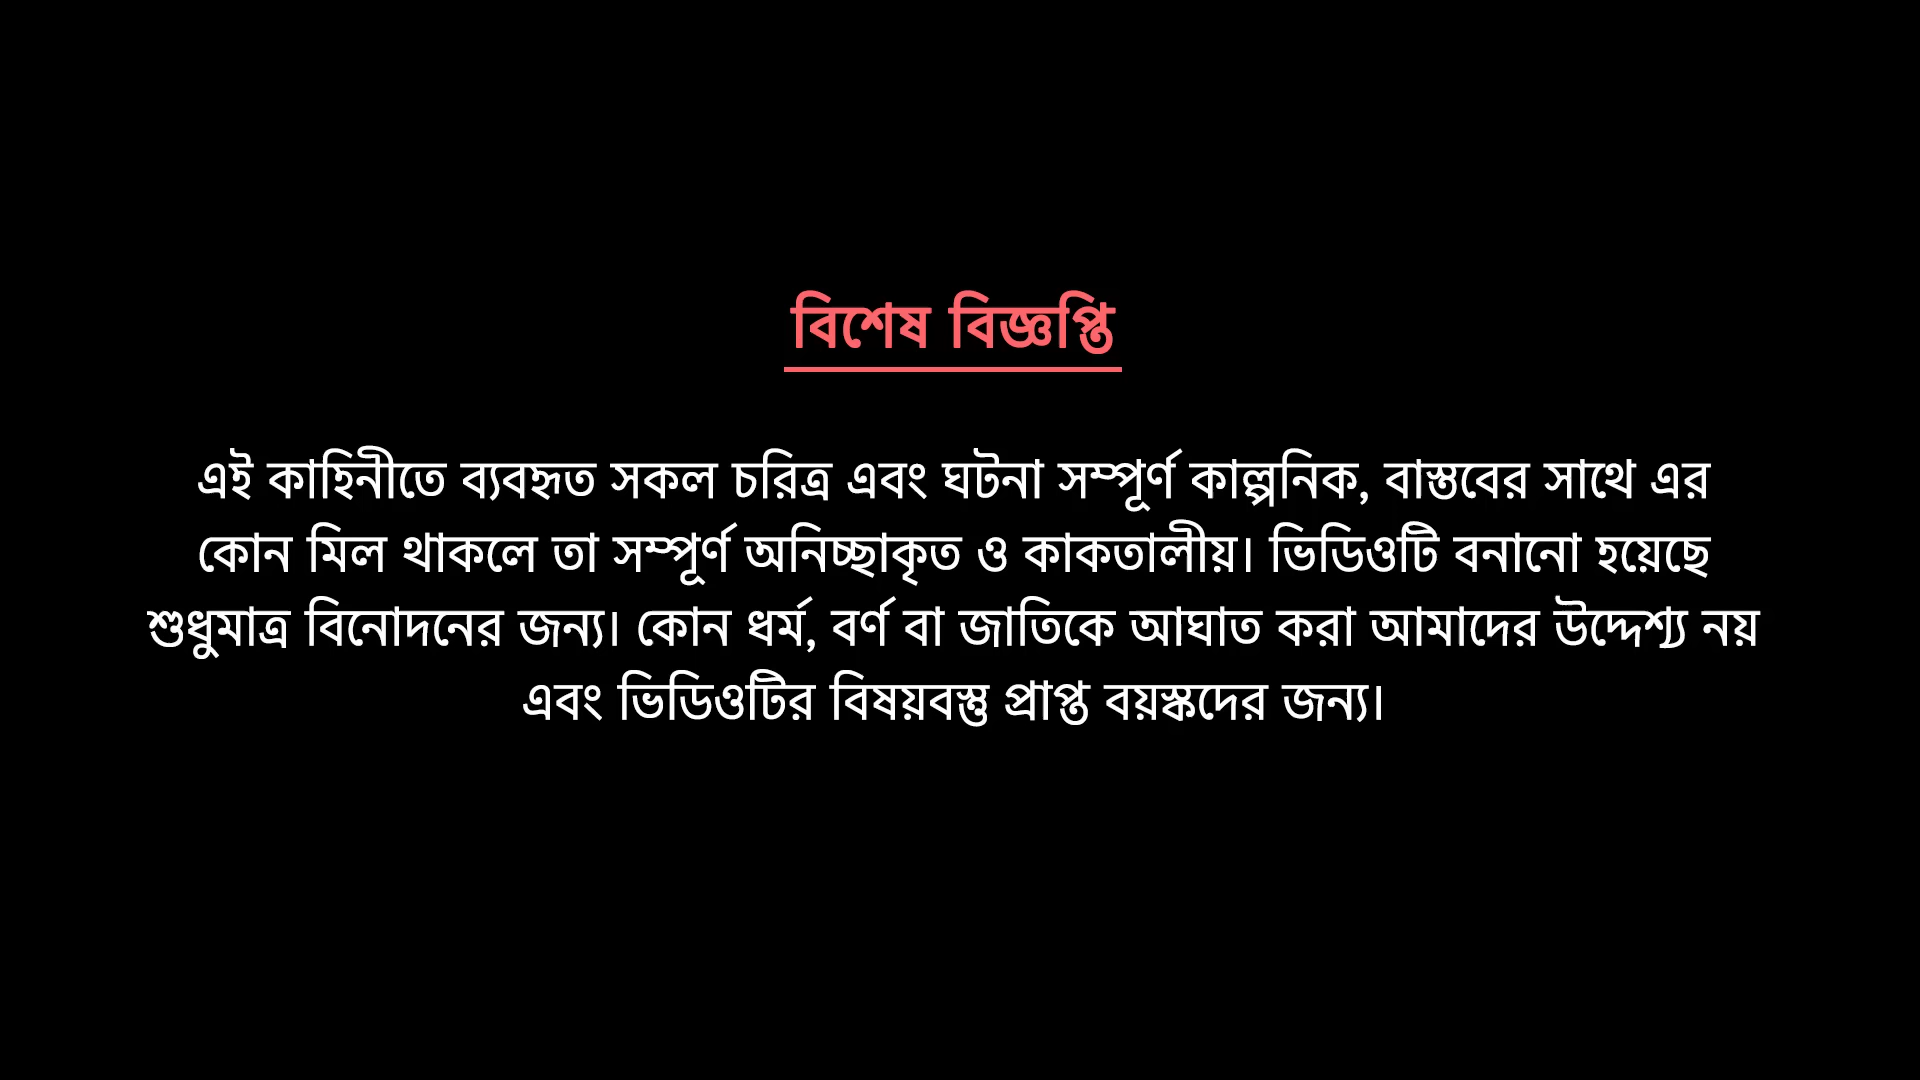 বিশেষ বিজ্ঞপ্তি
এই কাহিনীতে ব্যবহৃত সকল চরিত্র এবং ঘটনা সম্পূর্ণ কাল্পনিক, বাস্তবের সাথে এর
কোন মিল থাকলে তা সম্পূর্ণ অনিচ্ছাকৃত ও কাকতালীয়। ভিডিওটি বনানো হয়েছে
শুধুমাত্র বিনোদনের জন্য। কোন ধর্ম, বর্ণ বা জাতিকে আঘাত করা আমাদের উদ্দেশ্য নয়
এবং ভিডিওটির বিষয়বস্তু প্রাপ্ত বয়স্কদের জন্য।